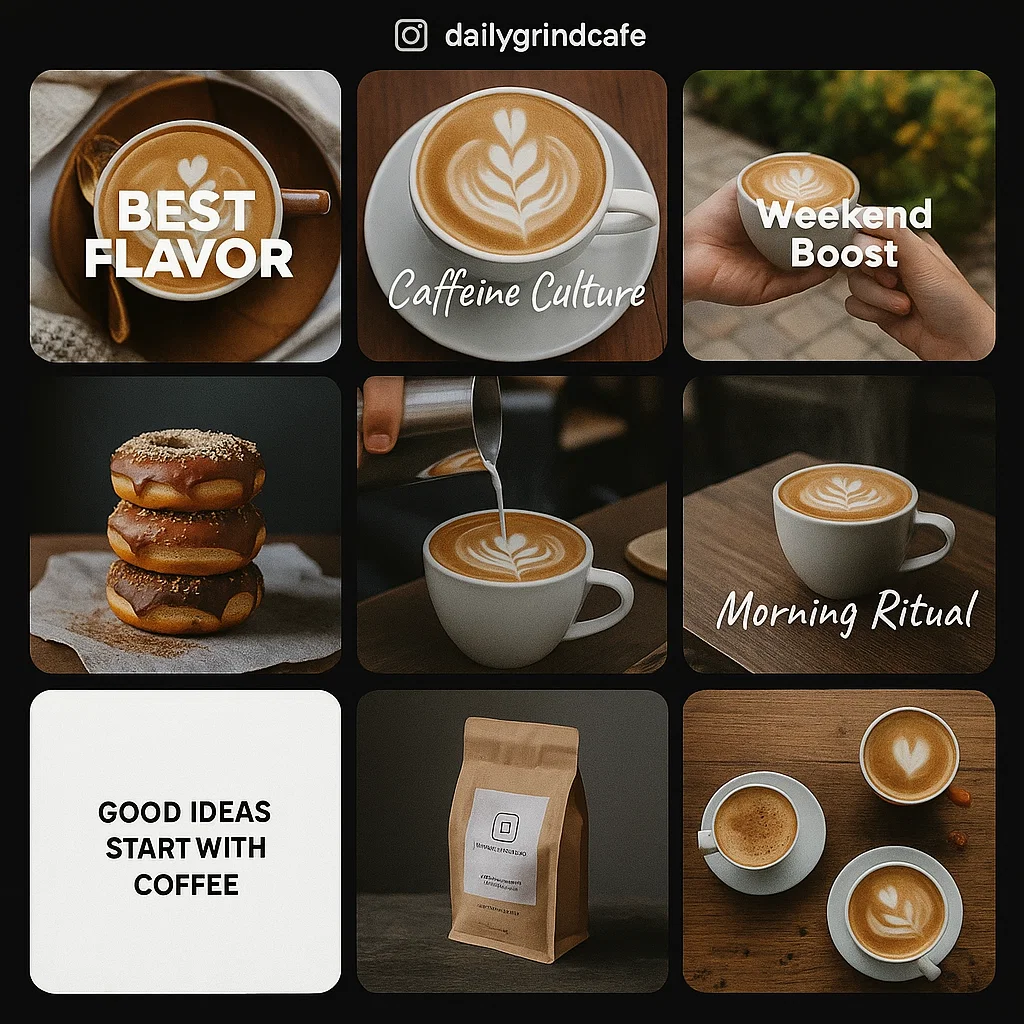 dailygrindcafe
BEST
FLAVOR
Caffeine Culture
Weekend
Boost
Morning Ritual
GOOD IDEAS
START WITH
COFFEE